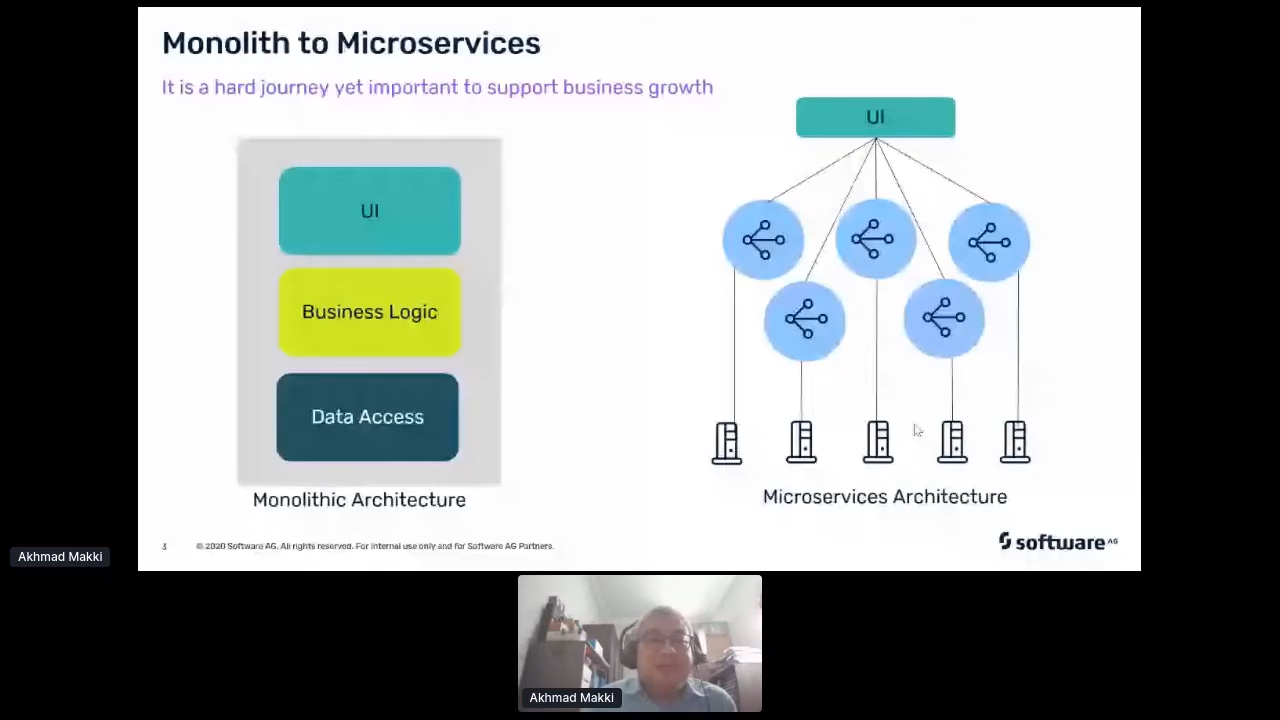 Monolith to Microservices
It is a hard journey yet important to support business growth
UI
Business Logic
Data Access
Monolithic Architecture
UI
Microservices Architecture
3
© 2020 Software AG. All rights reserved. For internal use only and for Software AG Partners.
software AG
Akhmad Makki
Akhmad Makki